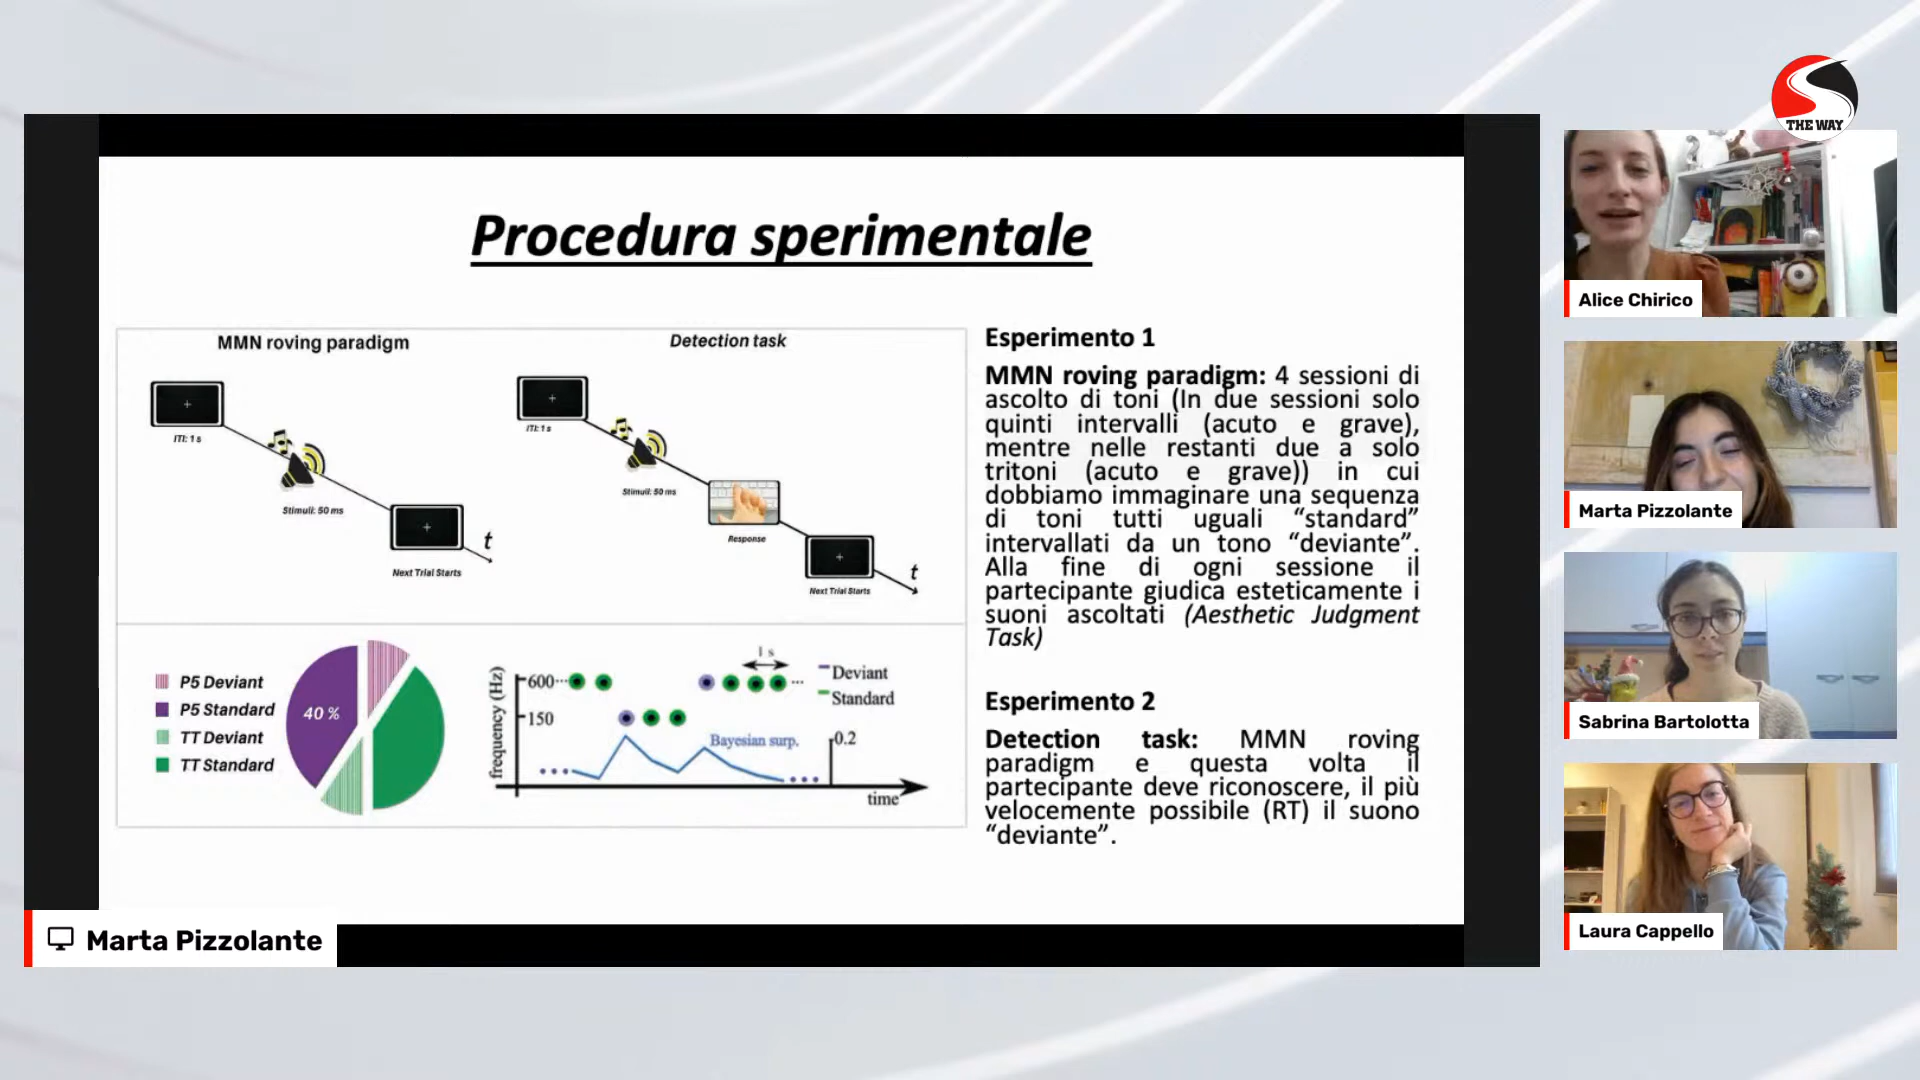 THE WAY
Procedura sperimentale
MMN roving paradigm
ITI: 1 s
Stimuli: 50 ms
Next Trial Starts
t
Detection task
ITI: 1 s
Stimuli: 50 ms
Response
Next Trial Starts
t
P5 Deviant
P5 Standard
TT Deviant
TT Standard
40 %
frequency (Hz)
600
150
1 s
Deviant
Standard
Bayesian surp.
0.2
time
Esperimento 1
MMN roving paradigm: 4 sessioni di
ascolto di toni (In due sessioni solo
quinti intervalli (acuto e grave),
mentre nelle restanti due a solo
tritoni (acuto e grave)) in cui
dobbiamo immaginare una sequenza
di toni tutti uguali “standard”
intervallati da un tono “deviante”.
Alla fine di ogni sessione il
partecipante giudica esteticamente i
suoni ascoltati (Aesthetic Judgment
Task)
Esperimento 2
Detection task: MMN roving
paradigm e questa volta il
partecipante deve riconoscere, il più
velocemente possibile (RT) il suono
“deviante”.
Marta Pizzolante
Alice Chirico
Marta Pizzolante
Sabrina Bartolotta
Laura Cappello